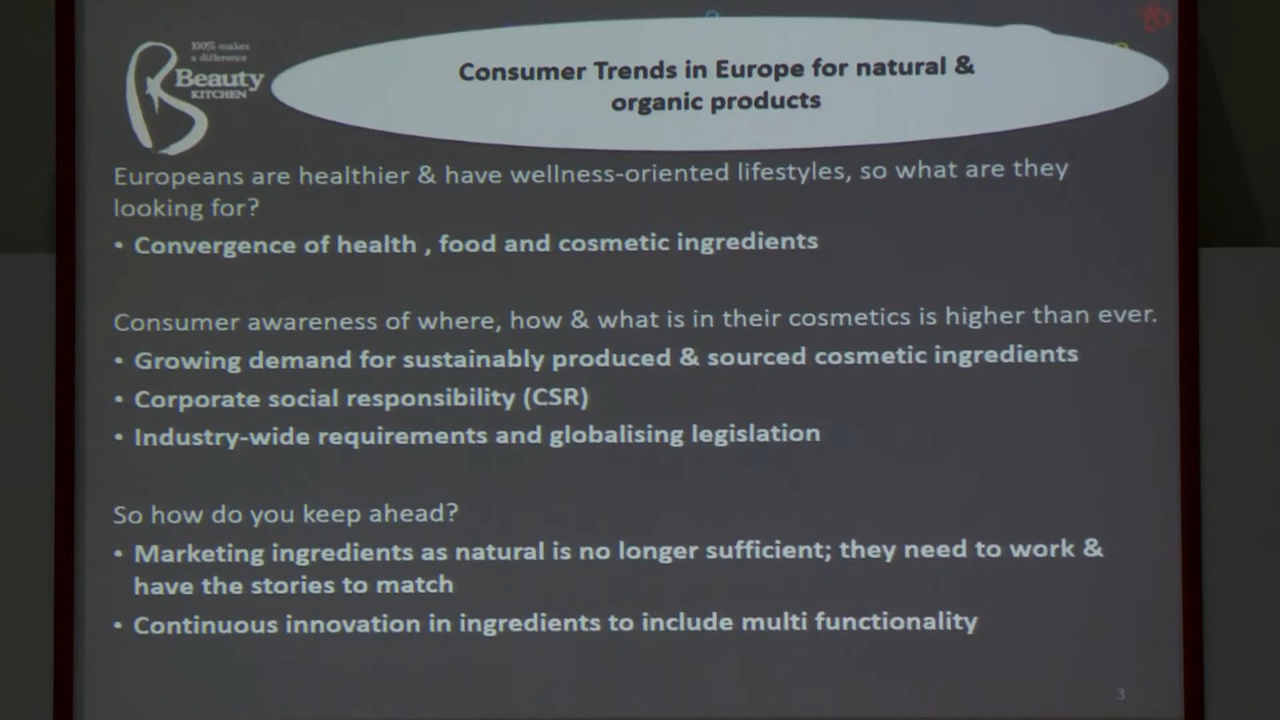 100% makes
a difference
Beauty
KITCHEN
Consumer Trends in Europe for natural &
organic products
Europeans are healthier & have wellness-oriented lifestyles, so what are they
looking for?
• Convergence of health , food and cosmetic ingredients
Consumer awareness of where, how & what is in their cosmetics is higher than ever.
• Growing demand for sustainably produced & sourced cosmetic ingredients
• Corporate social responsibility (CSR)
• Industry-wide requirements and globalising legislation
So how do you keep ahead?
• Marketing ingredients as natural is no longer sufficient; they need to work &
have the stories to match
• Continuous innovation in ingredients to include multi functionality
3